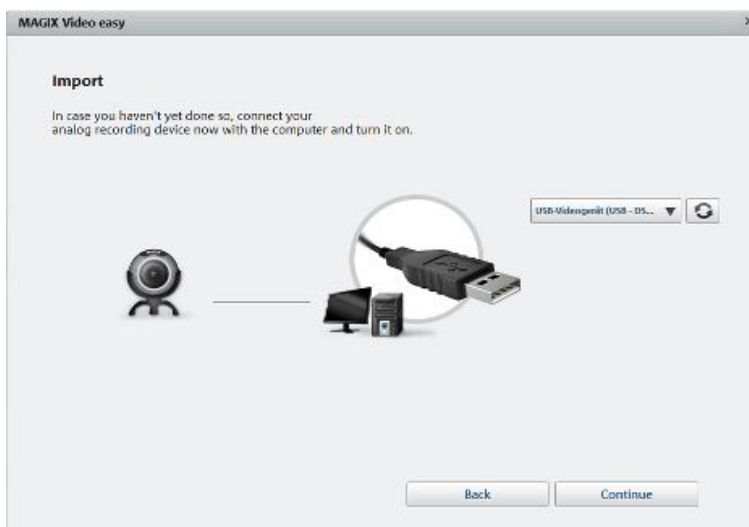 MAGIX Video easy
Import
In case you haven't yet done so, connect your
analog recording device now with the computer and turn it on.
USB-Videogerät (USB - DS...
Back
Continue